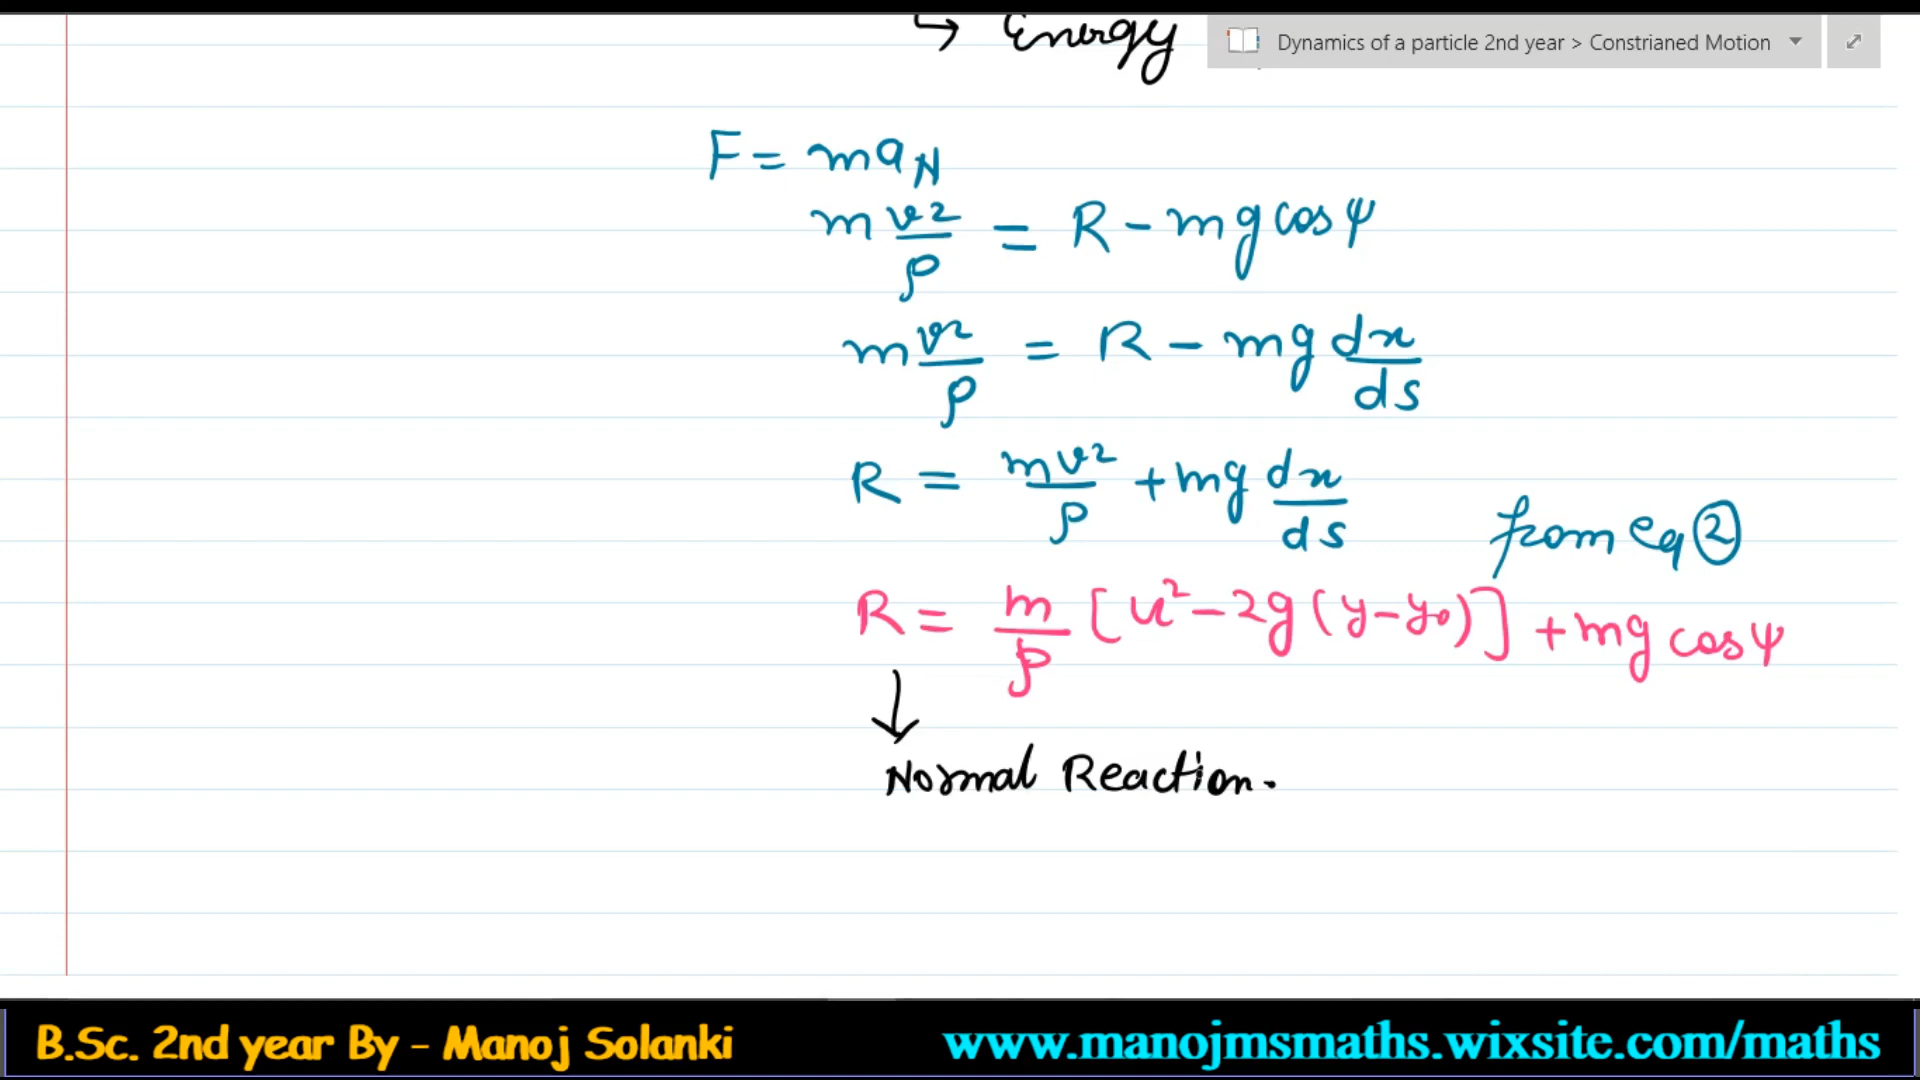 ↳ Energy
Dynamics of a particle 2nd year > Constrianed Motion
F = ma_N
m v²/ρ = R - mg cos ψ
m v²/ρ = R - mg dx/ds
R = mv²/ρ + mg dx/ds
from eq ②
R = m/ρ [u² - 2g(y - y₀)] + mg cos ψ
↓
Normal Reaction.
B.Sc. 2nd year By - Manoj Solanki
www.manojmsmaths.wixsite.com/maths